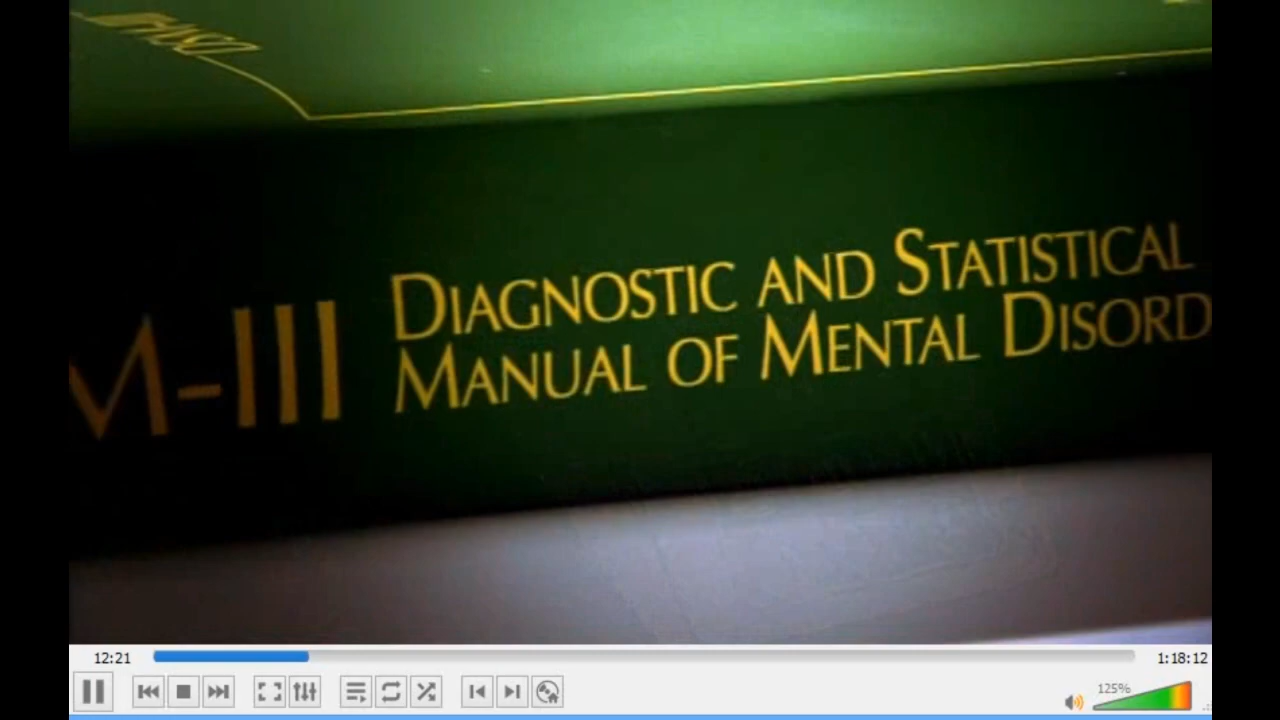 M-III
DIAGNOSTIC AND STATISTICAL
MANUAL OF MENTAL DISORD
12:21
1:18:12
125%